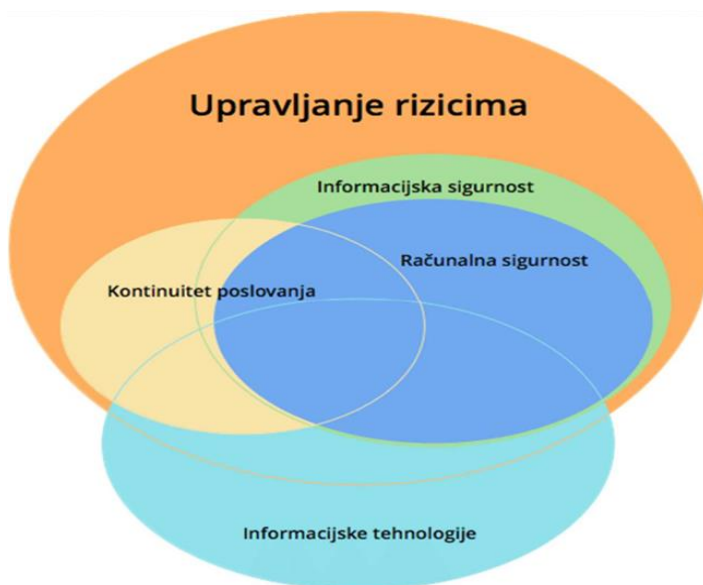 Upravljanje rizicima
Informacijska sigurnost
Računalna sigurnost
Kontinuitet poslovanja
Informacijske tehnologije